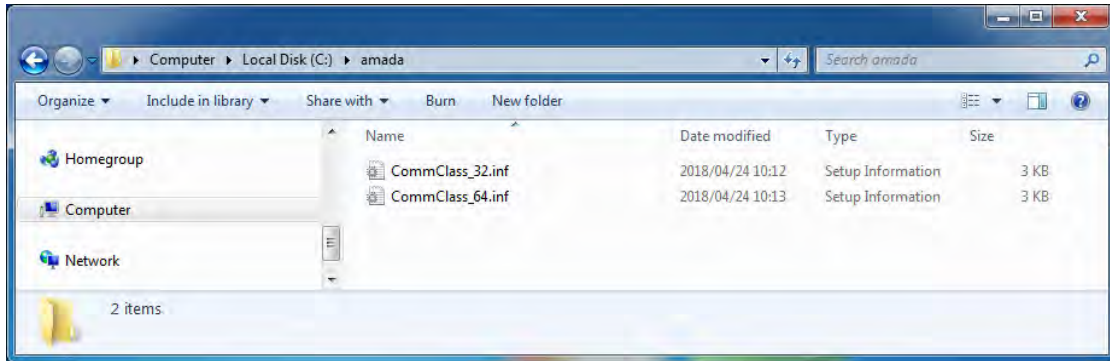 Computer Local Disk (C:) amada Search amada
Organize Include in library Share with Burn New folder
Name Date modified Type Size
Homegroup
CommClass_32.inf 2018/04/24 10:12 Setup Information 3 KB
CommClass_64.inf 2018/04/24 10:13 Setup Information 3 KB
Computer
Network
2 items